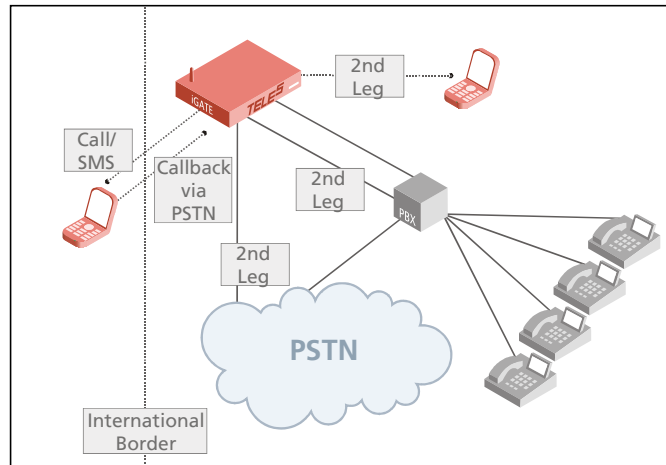 2nd
Leg
iGATE
TELES
Call/
SMS
Callback
via
PSTN
2nd
Leg
PBX
2nd
Leg
PSTN
International
Border